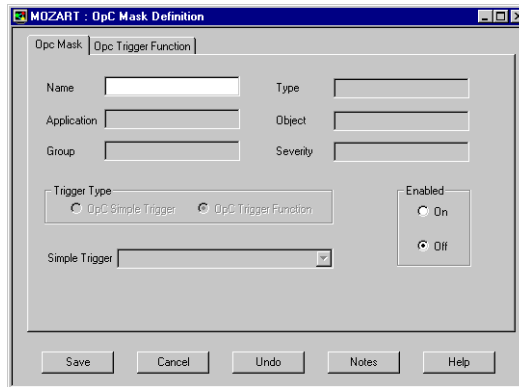 MOZART : OpC Mask Definition
Opc Mask Opc Trigger Function
Name Type
Application Object
Group Severity
Trigger Type Enabled
OpC Simple Trigger OpC Trigger Function On
Off
Simple Trigger
Save Cancel Undo Notes Help